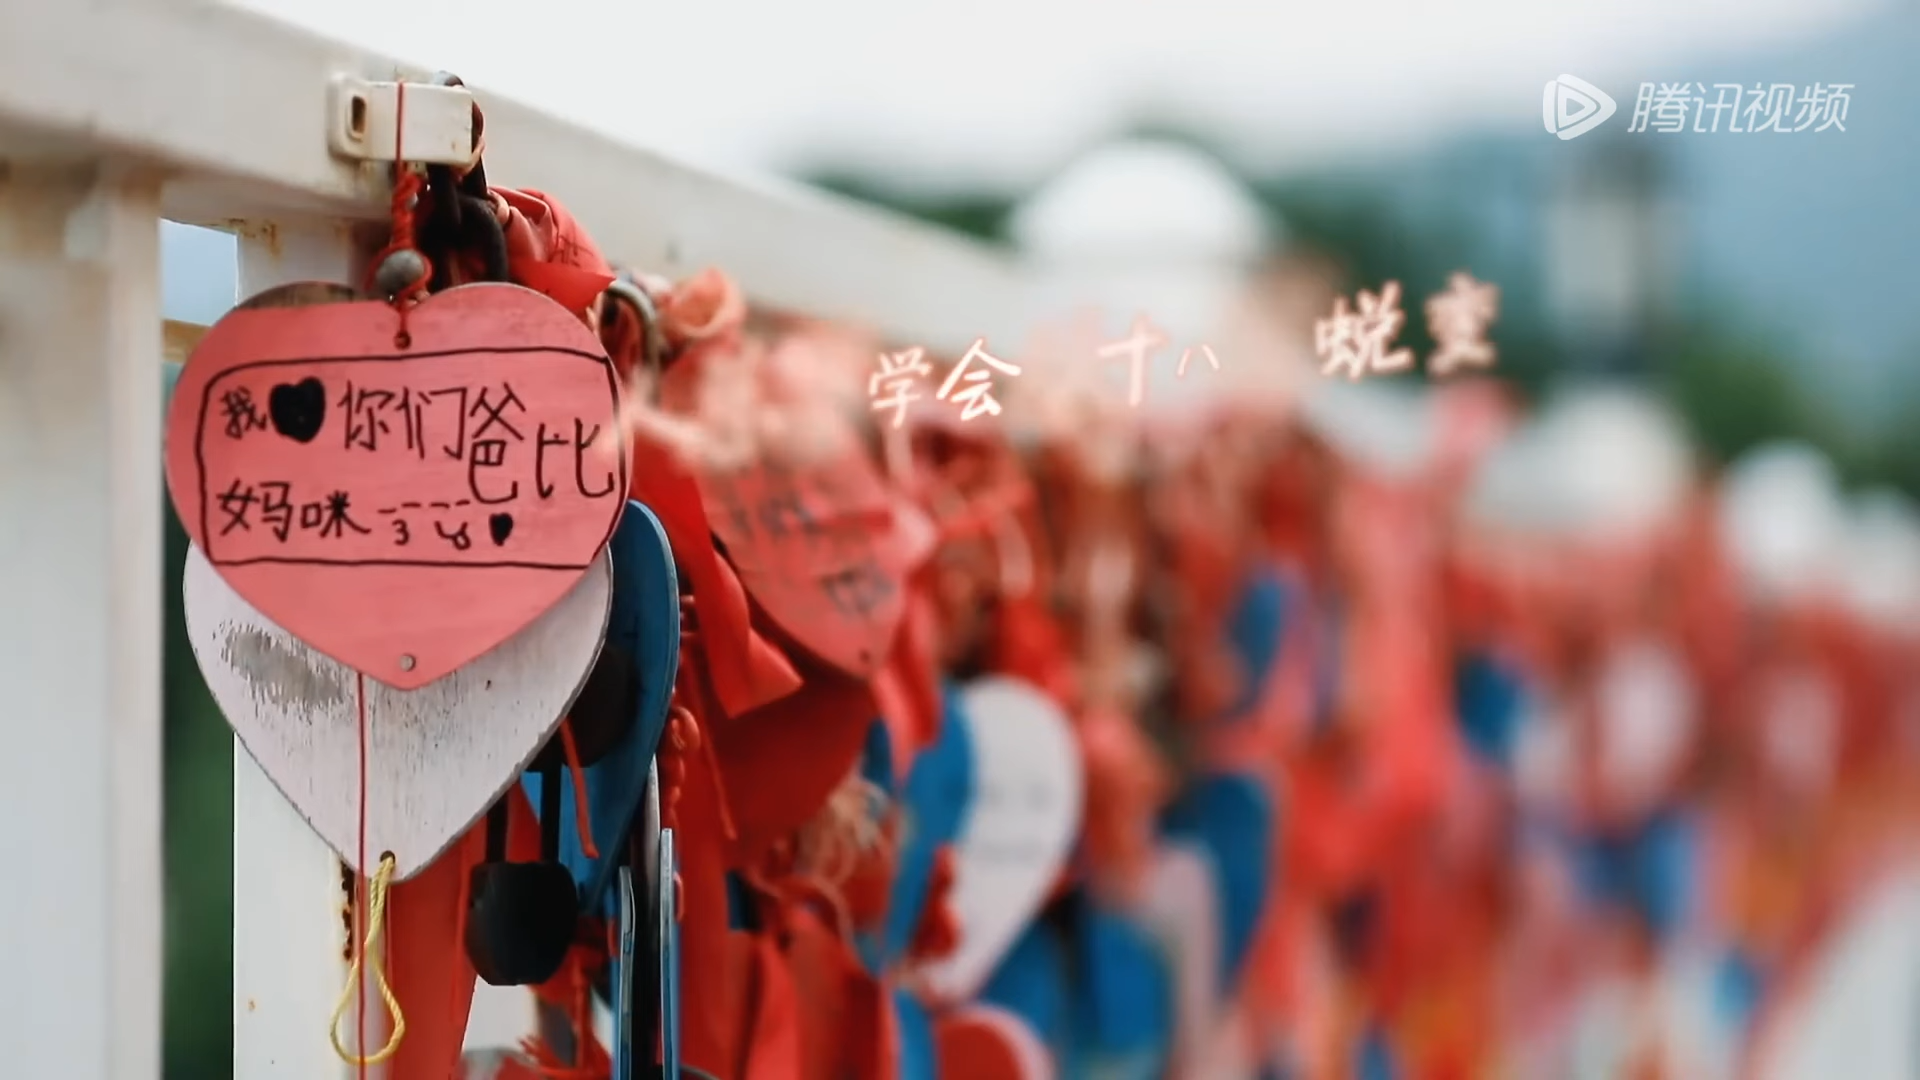 腾讯视频
学会 十八 蜕变
我♥你们爸比
妈咪